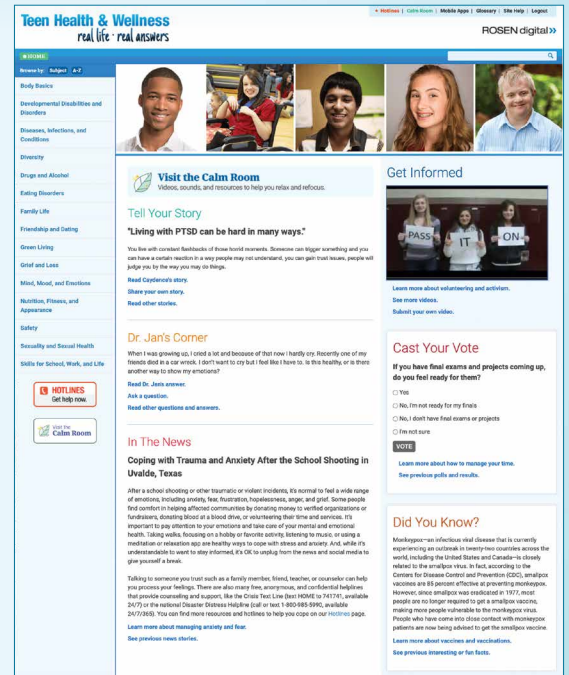 Teen Health & Wellness
real life · real answers
Hotlines | Calm Room | Mobile Apps | Glossary | Site Help | Logout
ROSEN digital»
HOME
Browse by: Subject A-Z
Body Basics
Developmental Disabilities and
Disorders
Diseases, Infections, and
Conditions
Diversity
Drugs and Alcohol
Eating Disorders
Family Life
Friendship and Dating
Green Living
Grief and Loss
Mind, Mood, and Emotions
Nutrition, Fitness, and
Appearance
Safety
Sexuality and Sexual Health
Skills for School, Work, and Life
HOTLINES
Get help now.
Visit the
Calm Room
Visit the Calm Room
Videos, sounds, and resources to help you relax and refocus.
Tell Your Story
"Living with PTSD can be hard in many ways."
You live with constant flashbacks of those horrid moments. Someone can trigger something and you
can have a certain reaction in a way people may not understand, you can gain trust issues, people will
judge you by the way you may do things.
Read Caydence's story.
Share your own story.
Read other stories.
Dr. Jan's Corner
When I was growing up, I cried a lot and because of that now I hardly cry. Recently one of my
friends died in a car wreck. I don't want to cry but I feel like I have to. Is this healthy, or is there
another way to show my emotions?
Read Dr. Jan's answer.
Ask a question.
Read other questions and answers.
In The News
Coping with Trauma and Anxiety After the School Shooting in
Uvalde, Texas
After a school shooting or other traumatic or violent incidents, it's normal to feel a wide range
of emotions, including anxiety, fear, frustration, hopelessness, anger, and grief. Some people
find comfort in helping affected communities by donating money to verified organizations or
fundraisers, donating blood at a blood drive, or volunteering their time and services. It's
important to pay attention to your emotions and take care of your mental and emotional
health. Taking walks, focusing on a hobby or favorite activity, listening to music, or using a
meditation or relaxation app are healthy ways to cope with stress and anxiety. And, while it's
understandable to want to stay informed, it's OK to unplug from the news and social media to
give yourself a break.
Talking to someone you trust such as a family member, friend, teacher, or counselor can help
you process your feelings. There are also many free, anonymous, and confidential helplines
that provide counseling and support, like the Crisis Text Line (text HOME to 741741, available
24/7) or the national Disaster Distress Helpline (call or text 1-800-985-5990, available
24/7/365). You can find more resources and hotlines to help you cope on our Hotlines page.
Learn more about managing anxiety and fear.
See previous news stories.
Get Informed
PASS IT ON
Learn more about volunteering and activism.
See more videos.
Submit your own video.
Cast Your Vote
If you have final exams and projects coming up,
do you feel ready for them?
Yes
No, I'm not ready for my finals
No, I don't have final exams or projects
I'm not sure
VOTE
Learn more about how to manage your time.
See previous polls and results.
Did You Know?
Monkeypox—an infectious viral disease that is currently
experiencing an outbreak in twenty-two countries across the
world, including the United States and Canada—is closely
related to the smallpox virus. In fact, according to the
Centers for Disease Control and Prevention (CDC), smallpox
vaccines are 85 percent effective at preventing monkeypox.
However, since smallpox was eradicated in 1977, most
people are no longer required to get a smallpox vaccine,
making more people vulnerable to the monkeypox virus.
People who have come into close contact with monkeypox
patients are now being advised to get the smallpox vaccine.
Learn more about vaccines and vaccinations.
See previous interesting or fun facts.